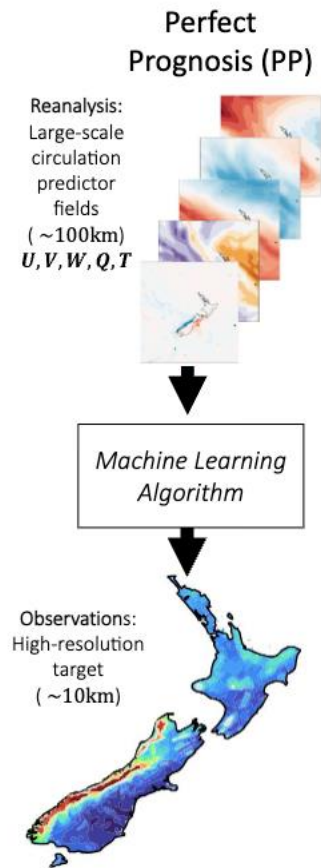 Perfect
Prognosis (PP)
Reanalysis:
Large-scale
circulation
predictor
fields
( ~100km)
U, V, W, Q, T
Machine Learning
Algorithm
Observations:
High-resolution
target
( ~10km)